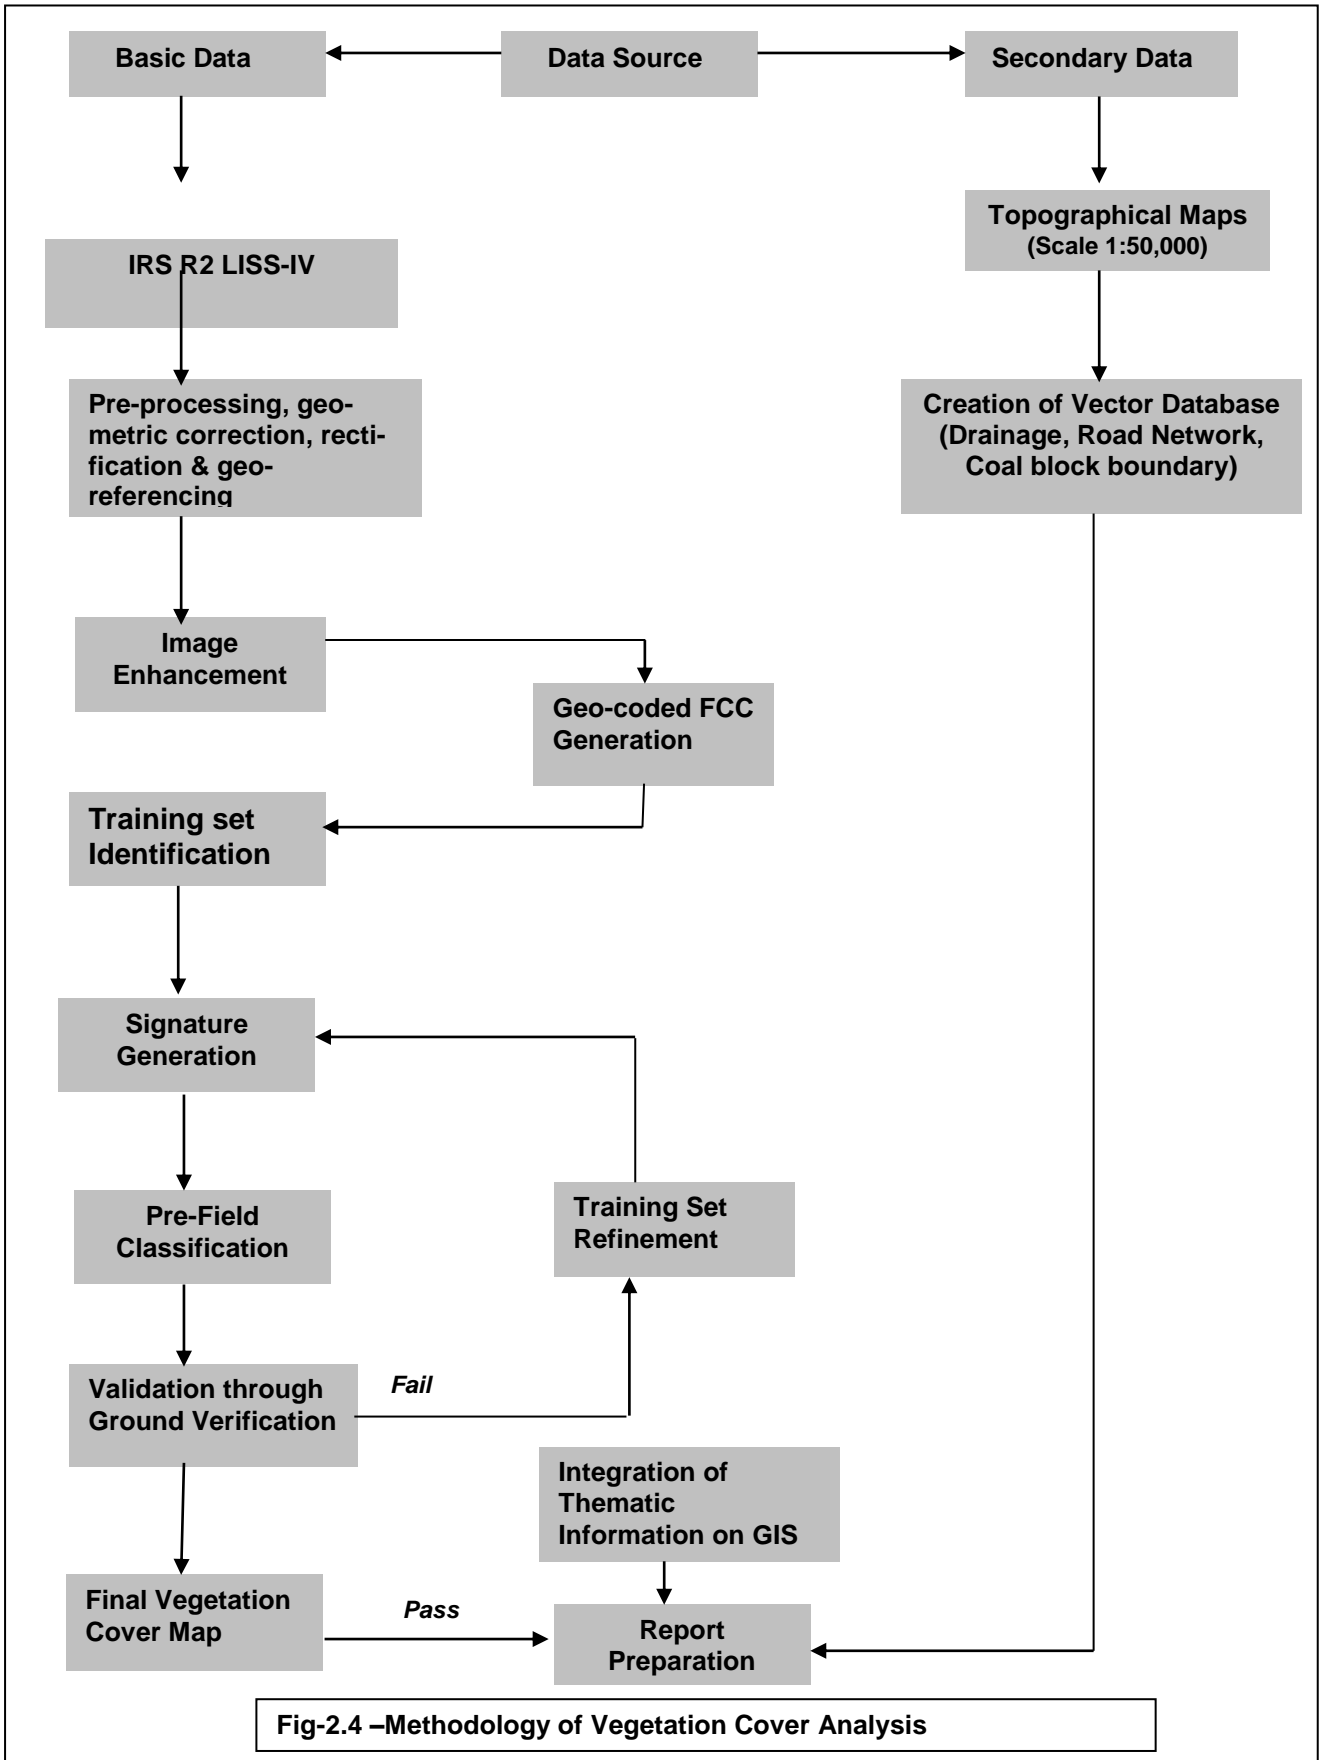 Basic Data
Data Source
Secondary Data
Topographical Maps
(Scale 1:50,000)
IRS R2 LISS-IV
Pre-processing, geo-
metric correction, recti-
fication & geo-
referencing
Creation of Vector Database
(Drainage, Road Network,
Coal block boundary)
Image
Enhancement
Geo-coded FCC
Generation
Training set
Identification
Signature
Generation
Pre-Field
Classification
Training Set
Refinement
Validation through
Ground Verification
Fail
Integration of
Thematic
Information on GIS
Final Vegetation
Cover Map
Pass
Report
Preparation
Fig-2.4 –Methodology of Vegetation Cover Analysis